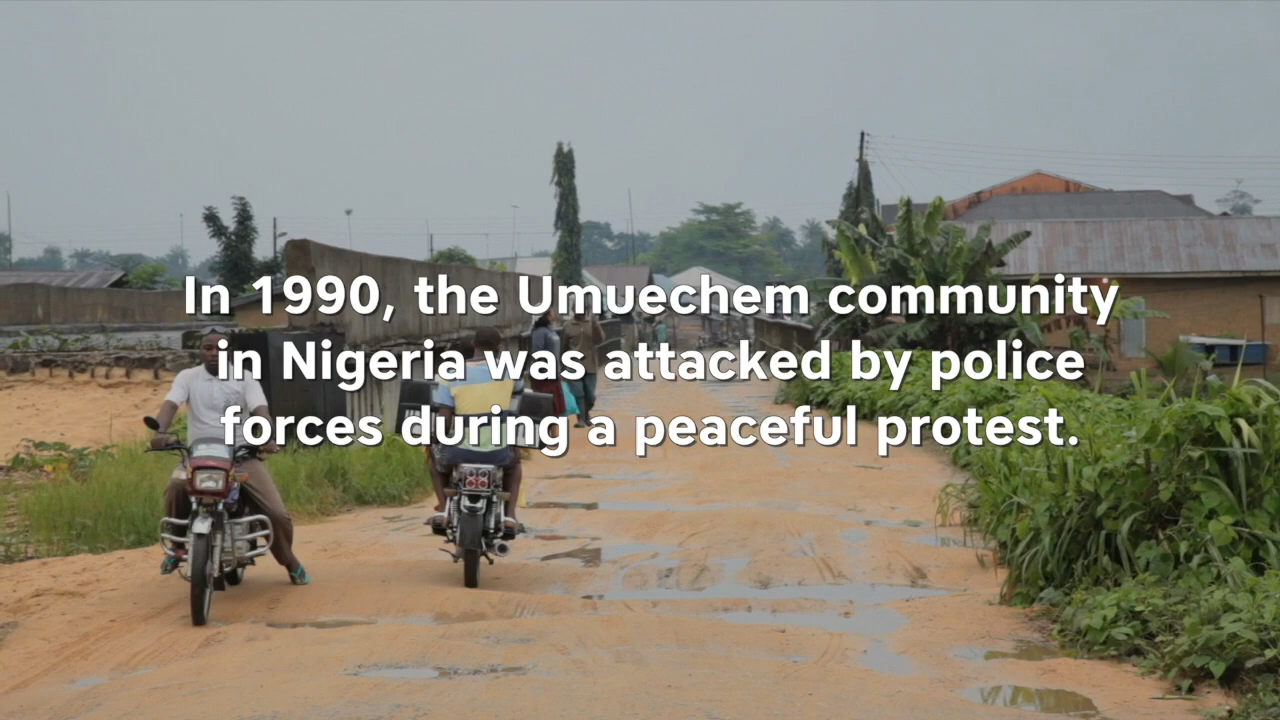 In 1990, the Umuechem community
in Nigeria was attacked by police
forces during a peaceful protest.